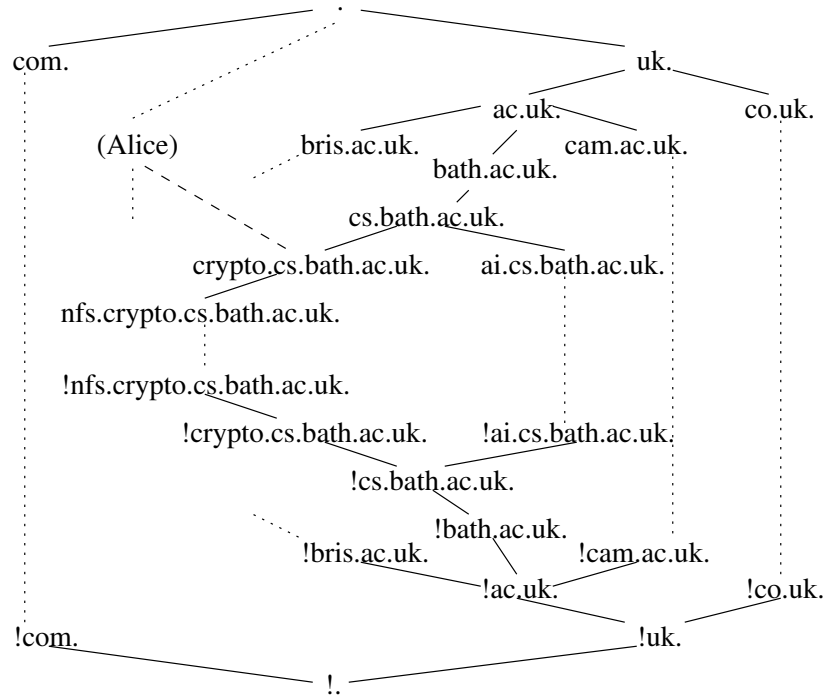 .
com. uk.
ac.uk. co.uk.
(Alice) bris.ac.uk. cam.ac.uk.
bath.ac.uk.
cs.bath.ac.uk.
crypto.cs.bath.ac.uk. ai.cs.bath.ac.uk.
nfs.crypto.cs.bath.ac.uk.
!nfs.crypto.cs.bath.ac.uk.
!crypto.cs.bath.ac.uk. !ai.cs.bath.ac.uk.
!cs.bath.ac.uk.
!bath.ac.uk.
!bris.ac.uk. !cam.ac.uk.
!ac.uk. !co.uk.
!com. !uk.
!.